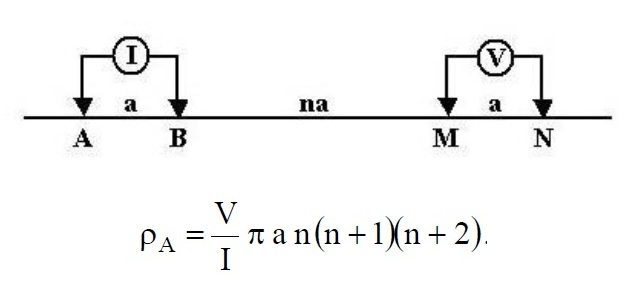 I V
a na a
A B M N
ρA = V/I π a n(n + 1)(n + 2).